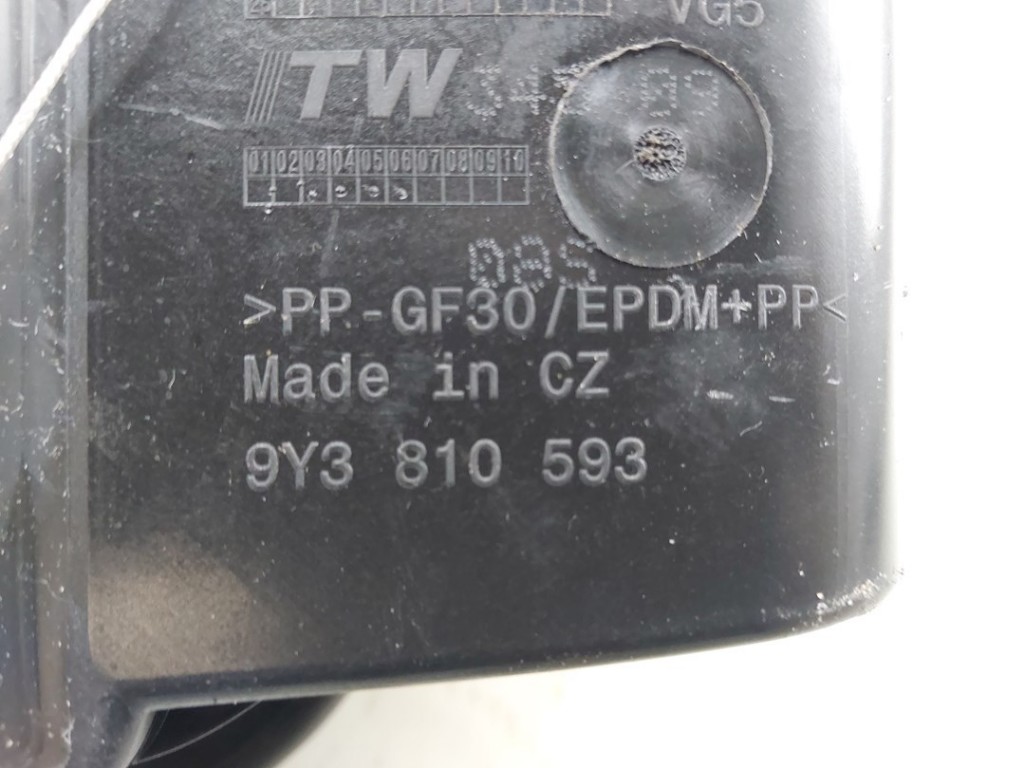 VG5
ITW
01 02 03 04 05 06 07 08 09 10
>PP-GF30/EPDM+PP<
Made in CZ
9Y3 810 593